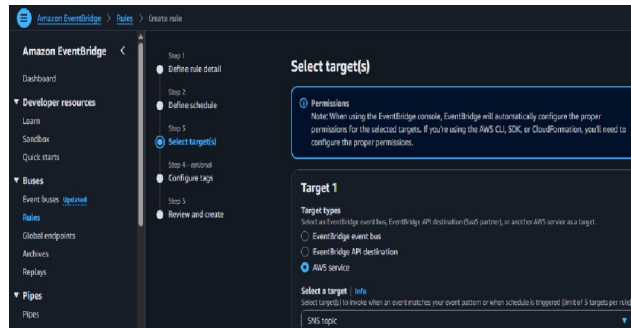 Amazon EventBridge > Rules > Create rule
Amazon EventBridge
Dashboard
Developer resources
Learn
Sandbox
Quick starts
Buses
Event buses Updated
Rules
Global endpoints
Archives
Replays
Pipes
Pipes
Step 1
Define rule detail
Step 2
Define schedule
Step 3
Select target(s)
Step 4 - optional
Configure tags
Step 5
Review and create
Select target(s)
Permissions
Note: When using the EventBridge console, EventBridge will automatically configure the proper
permissions for the selected targets. If you're using the AWS CLI, SDK, or CloudFormation, you'll need to
configure the proper permissions.
Target 1
Target types
Select an EventBridge event bus, EventBridge API destination (SaaS partner), or another AWS service as a target.
EventBridge event bus
EventBridge API destination
AWS service
Select a target | Info
Select target(s) to invoke when an event matches your event pattern or when schedule is triggered (limit of 5 targets per rule)
SNS topic